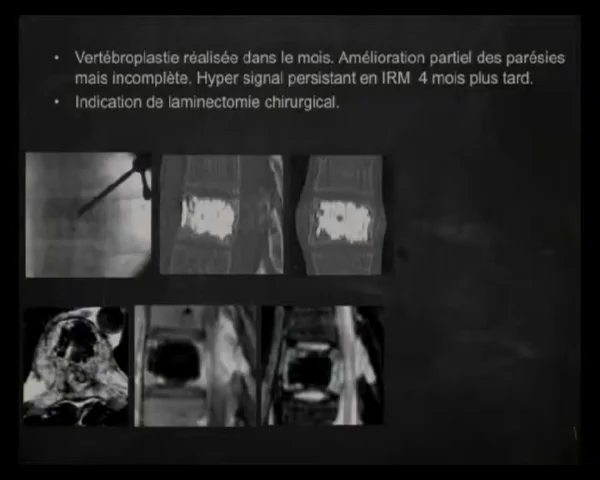 • Vertébroplastie réalisée dans le mois. Amélioration partiel des parésies
mais incomplète. Hyper signal persistant en IRM 4 mois plus tard.
• Indication de laminectomie chirurgical.